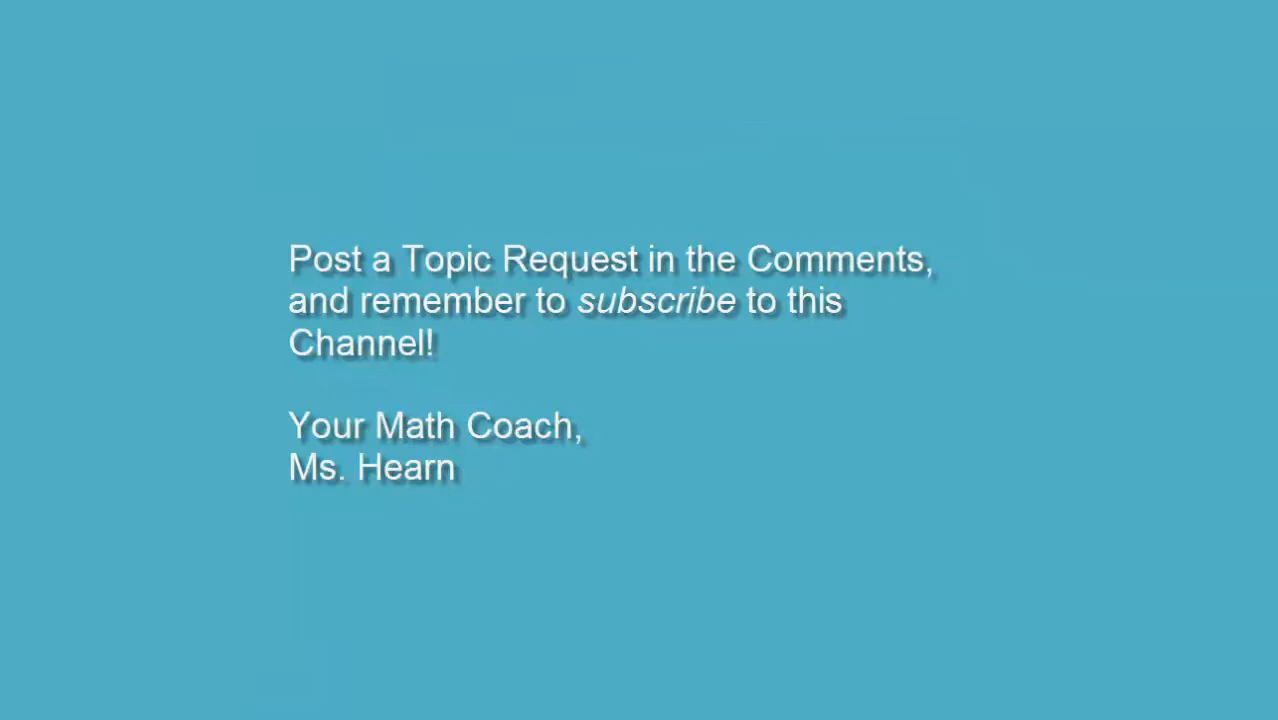 Post a Topic Request in the Comments,
and remember to subscribe to this
Channel!
Your Math Coach,
Ms. Hearn